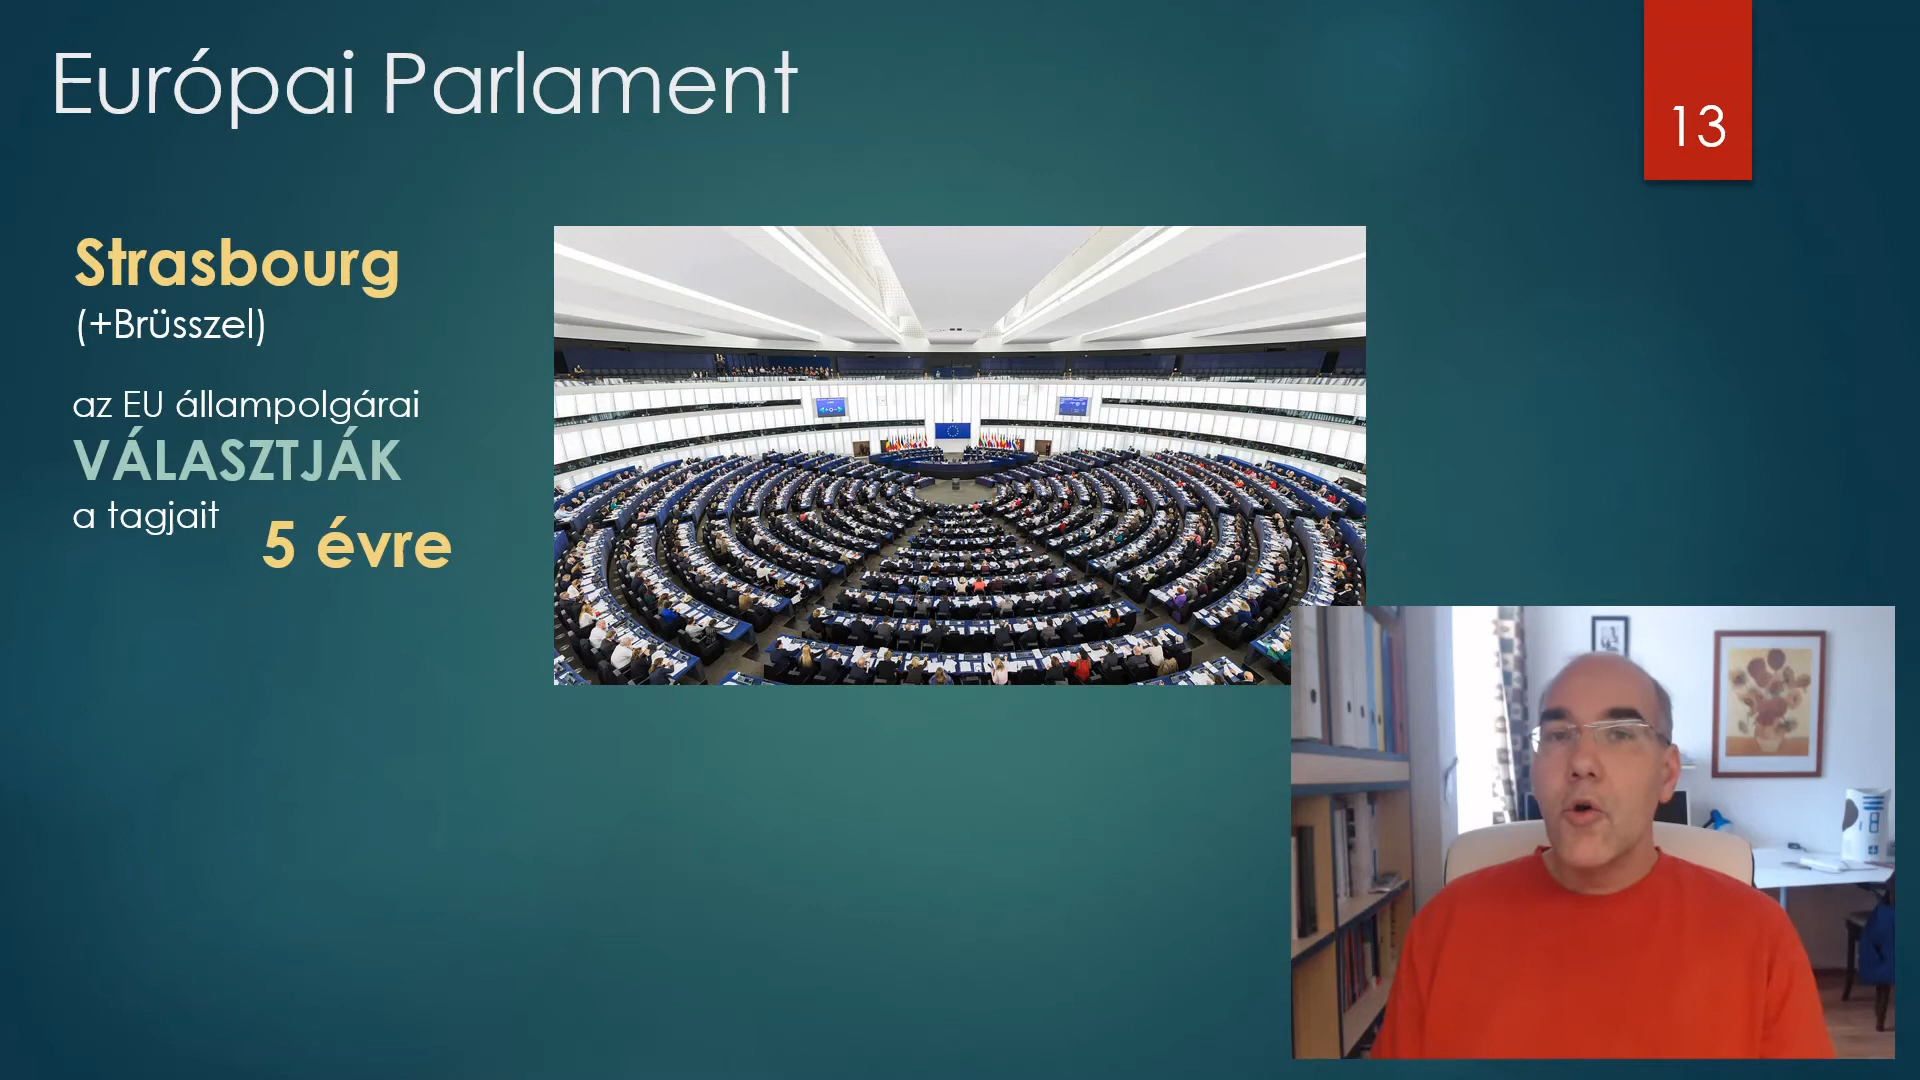 Európai Parlament
13
Strasbourg
(+Brüsszel)
az EU állampolgárai
VÁLASZTJÁK
a tagjait
5 évre